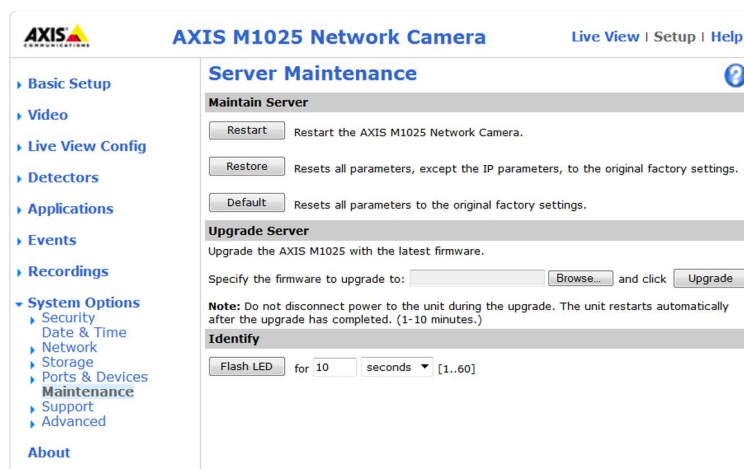 AXIS
COMMUNICATIONS
AXIS M1025 Network Camera
Live View | Setup | Help
Basic Setup
Video
Live View Config
Detectors
Applications
Events
Recordings
System Options
Security
Date & Time
Network
Storage
Ports & Devices
Maintenance
Support
Advanced
About
Server Maintenance
?
Maintain Server
Restart Restart the AXIS M1025 Network Camera.
Restore Resets all parameters, except the IP parameters, to the original factory settings.
Default Resets all parameters to the original factory settings.
Upgrade Server
Upgrade the AXIS M1025 with the latest firmware.
Specify the firmware to upgrade to: Browse... and click Upgrade
Note: Do not disconnect power to the unit during the upgrade. The unit restarts automatically
after the upgrade has completed. (1-10 minutes.)
Identify
Flash LED for 10 seconds [1..60]